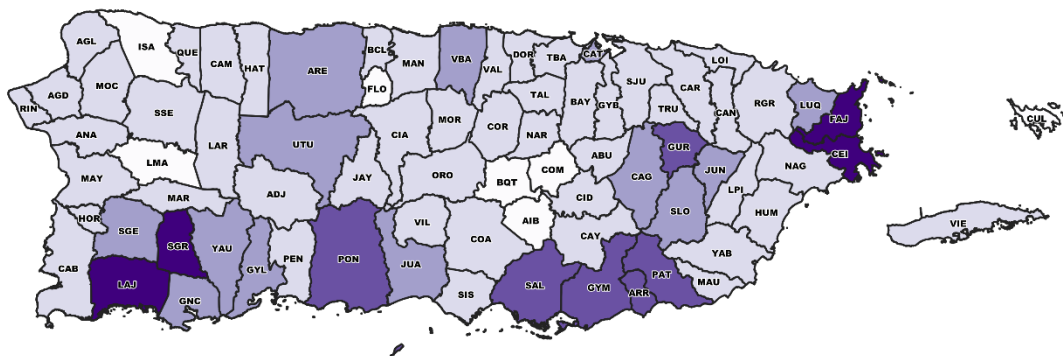 AGL
ISA
QUE
CAM
HAT
ARE
BCL
MAN
VBA
VAL
DOR
TBA
CAT
SJU
LOI
CAR
RGR
LUQ
FAJ
CUL
RIN
AGD
MOC
SSE
LAR
UTU
FLO
CIA
MOR
COR
TAL
NAR
BAY
GYB
TRU
CAN
CEI
ANA
LMA
MAY
MAR
ADJ
JAY
ORO
BQT
COM
ABU
CAG
GUR
JUN
NAG
LPI
HUM
HOR
SGE
SGR
YAU
VIL
AIB
CID
SLO
CAY
YAB
VIE
CAB
LAJ
GNC
GYL
PEN
PON
JUA
COA
SIS
SAL
GYM
ARR
PAT
MAU